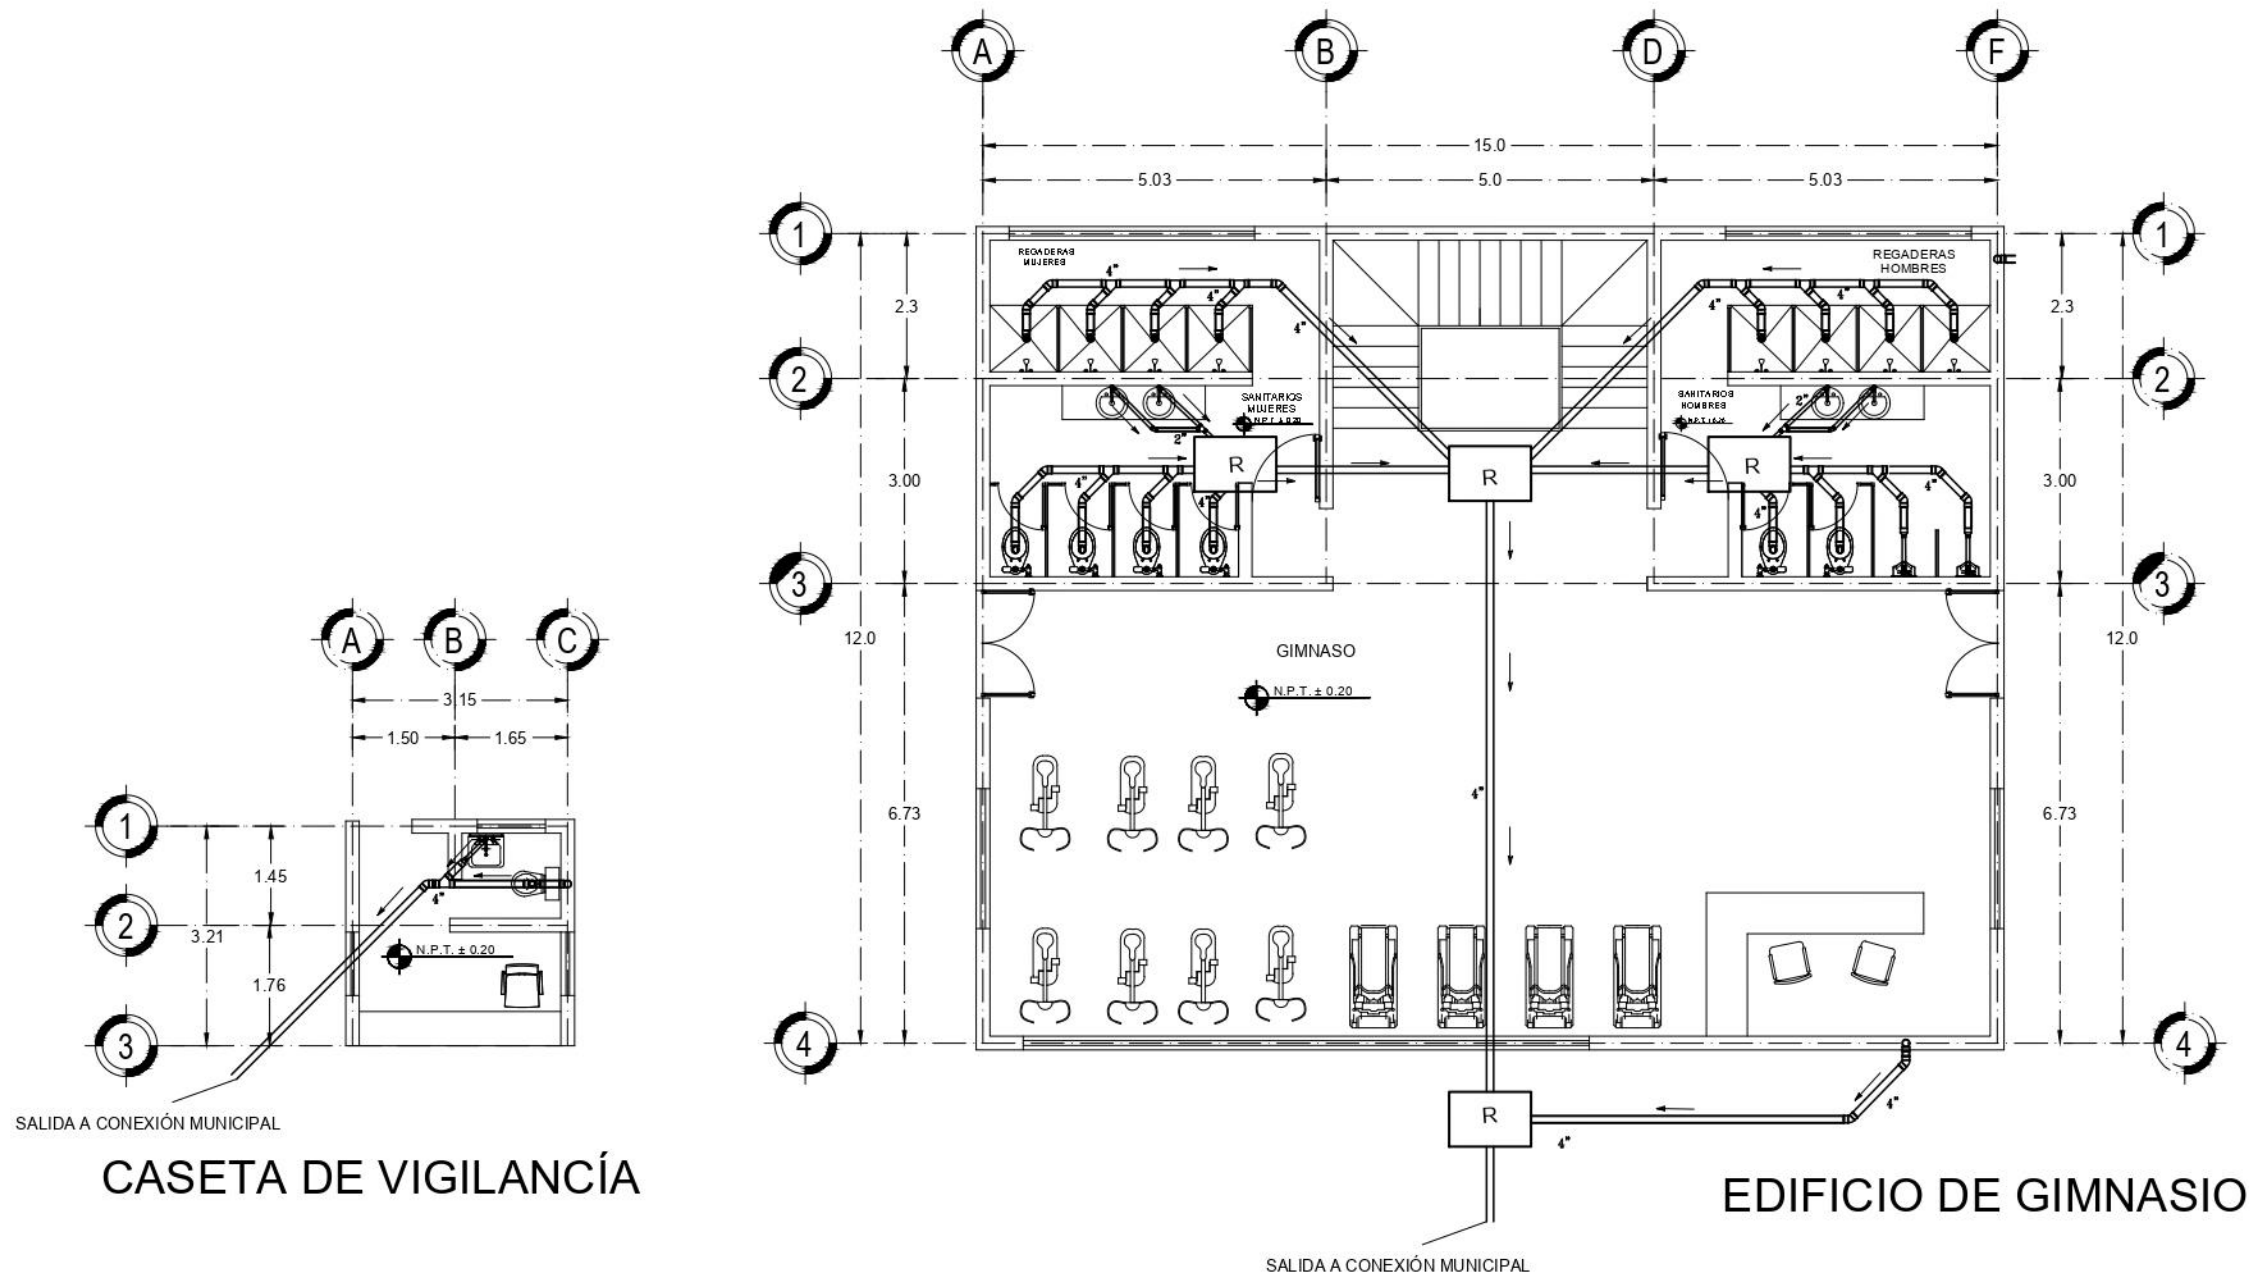 A
B
D
F
15.0
5.03
5.0
5.03
1
1
REGADERAS
MUJERES
REGADERAS
HOMBRES
4"
4"
4"
4"
4"
2.3
2.3
2
2
SANITARIOS
MUJERES
N.P.T. ± 0.20
SANITARIOS
HOMBRES
2"
2"
R
R
R
3.00
3.00
4"
4"
4"
4"
3
3
12.0
12.0
GIMNASO
N.P.T. ± 0.20
4"
6.73
6.73
4
4
R
4"
4"
SALIDA A CONEXIÓN MUNICIPAL
EDIFICIO DE GIMNASIO
A
B
C
3.15
1.50
1.65
1
1.45
4"
2
3.21
N.P.T. ± 0.20
1.76
3
SALIDA A CONEXIÓN MUNICIPAL
CASETA DE VIGILANCÍA